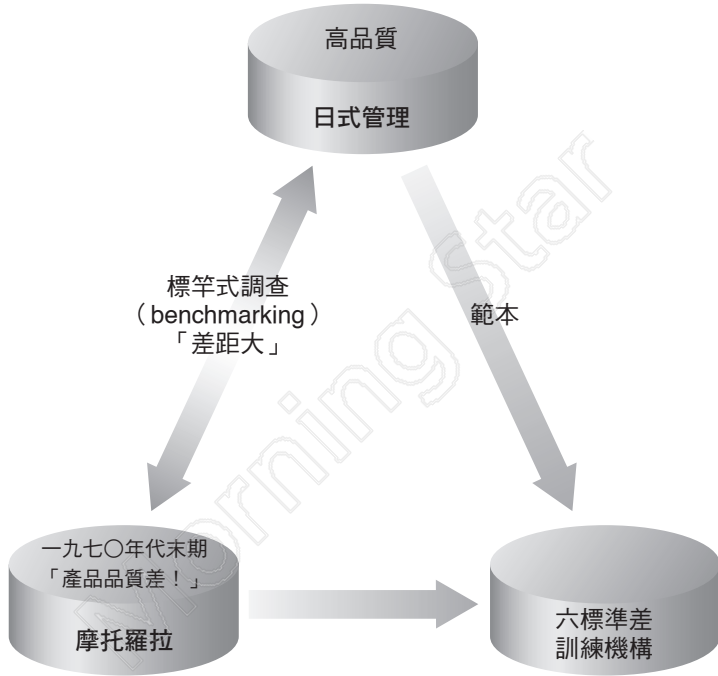 高品質
日式管理
標竿式調查
（benchmarking）
「差距大」
範本
一九七〇年代末期
「產品品質差！」
摩托羅拉
六標準差
訓練機構
Morning Star